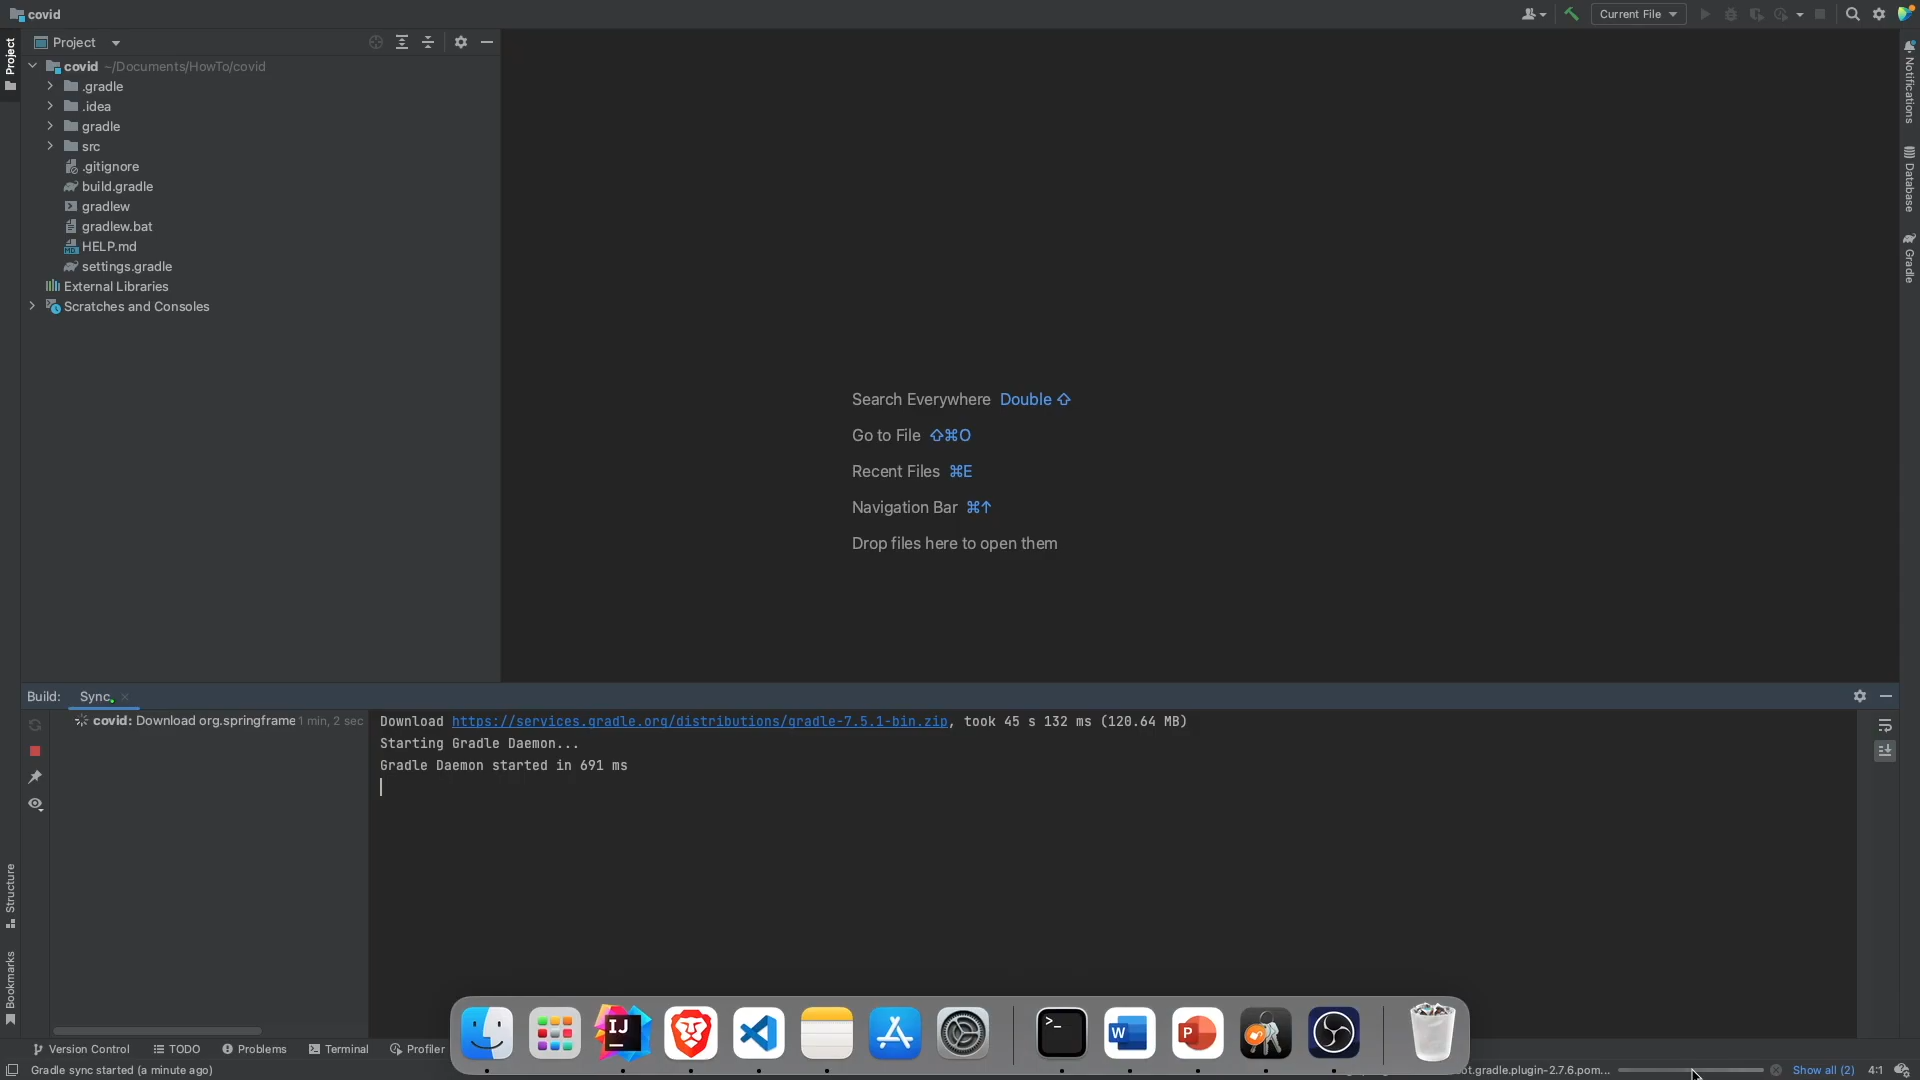 covid
Current File
Project
Project
covid ~/Documents/HowTo/covid
.gradle
.idea
gradle
src
.gitignore
build.gradle
gradlew
gradlew.bat
HELP.md
settings.gradle
External Libraries
Scratches and Consoles
Notifications
Database
Gradle
Search Everywhere Double ⇧
Go to File ⇧⌘O
Recent Files ⌘E
Navigation Bar ⌘↑
Drop files here to open them
Build: Sync
covid: Download org.springframe 1 min, 2 sec
Download https://services.gradle.org/distributions/gradle-7.5.1-bin.zip, took 45 s 132 ms (120.64 MB)
Starting Gradle Daemon...
Gradle Daemon started in 691 ms
Structure
Bookmarks
Version Control TODO Problems Terminal Profiler
IJ
W
P
Gradle sync started (a minute ago)
ot.gradle.plugin-2.7.6.pom... Show all (2) 4:1